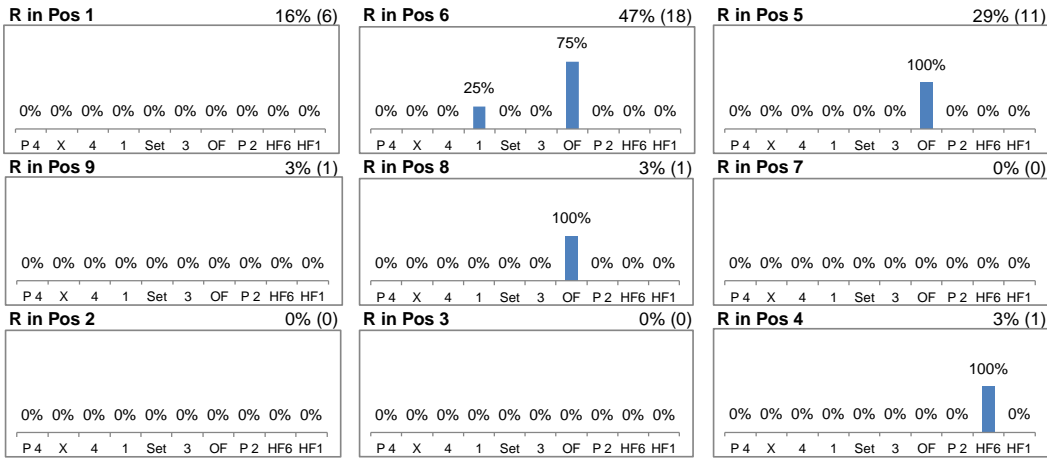 R in Pos 1 16% (6)
0% 0% 0% 0% 0% 0% 0% 0% 0% 0%
P 4 X 4 1 Set 3 OF P 2 HF6 HF1
R in Pos 6 47% (18)
75%
25%
0% 0% 0% 0% 0% 0% 0% 0%
P 4 X 4 1 Set 3 OF P 2 HF6 HF1
R in Pos 5 29% (11)
100%
0% 0% 0% 0% 0% 0% 0% 0% 0%
P 4 X 4 1 Set 3 OF P 2 HF6 HF1
R in Pos 9 3% (1)
0% 0% 0% 0% 0% 0% 0% 0% 0% 0%
P 4 X 4 1 Set 3 OF P 2 HF6 HF1
R in Pos 8 3% (1)
100%
0% 0% 0% 0% 0% 0% 0% 0% 0%
P 4 X 4 1 Set 3 OF P 2 HF6 HF1
R in Pos 7 0% (0)
0% 0% 0% 0% 0% 0% 0% 0% 0% 0%
P 4 X 4 1 Set 3 OF P 2 HF6 HF1
R in Pos 2 0% (0)
0% 0% 0% 0% 0% 0% 0% 0% 0% 0%
P 4 X 4 1 Set 3 OF P 2 HF6 HF1
R in Pos 3 0% (0)
0% 0% 0% 0% 0% 0% 0% 0% 0% 0%
P 4 X 4 1 Set 3 OF P 2 HF6 HF1
R in Pos 4 3% (1)
100%
0% 0% 0% 0% 0% 0% 0% 0% 0%
P 4 X 4 1 Set 3 OF P 2 HF6 HF1